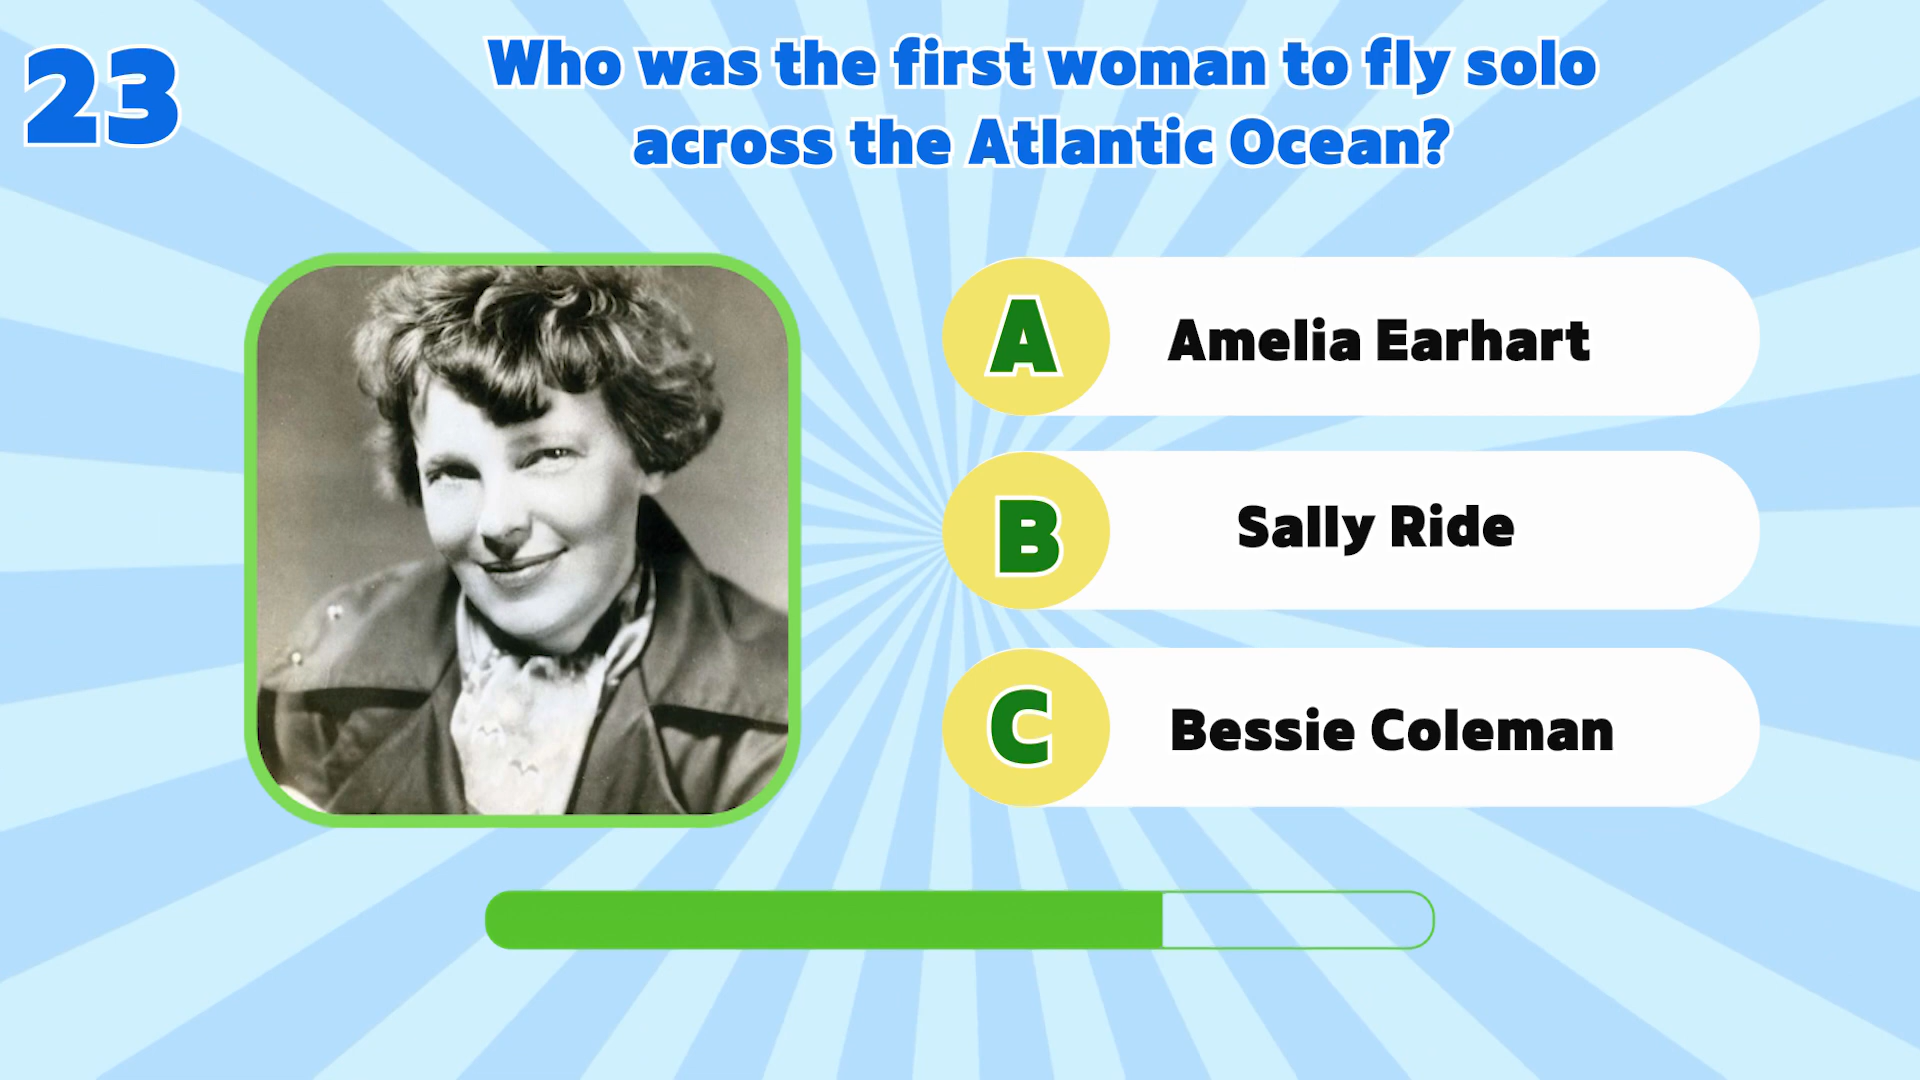 23
Who was the first woman to fly solo
across the Atlantic Ocean?
A Amelia Earhart
B Sally Ride
C Bessie Coleman